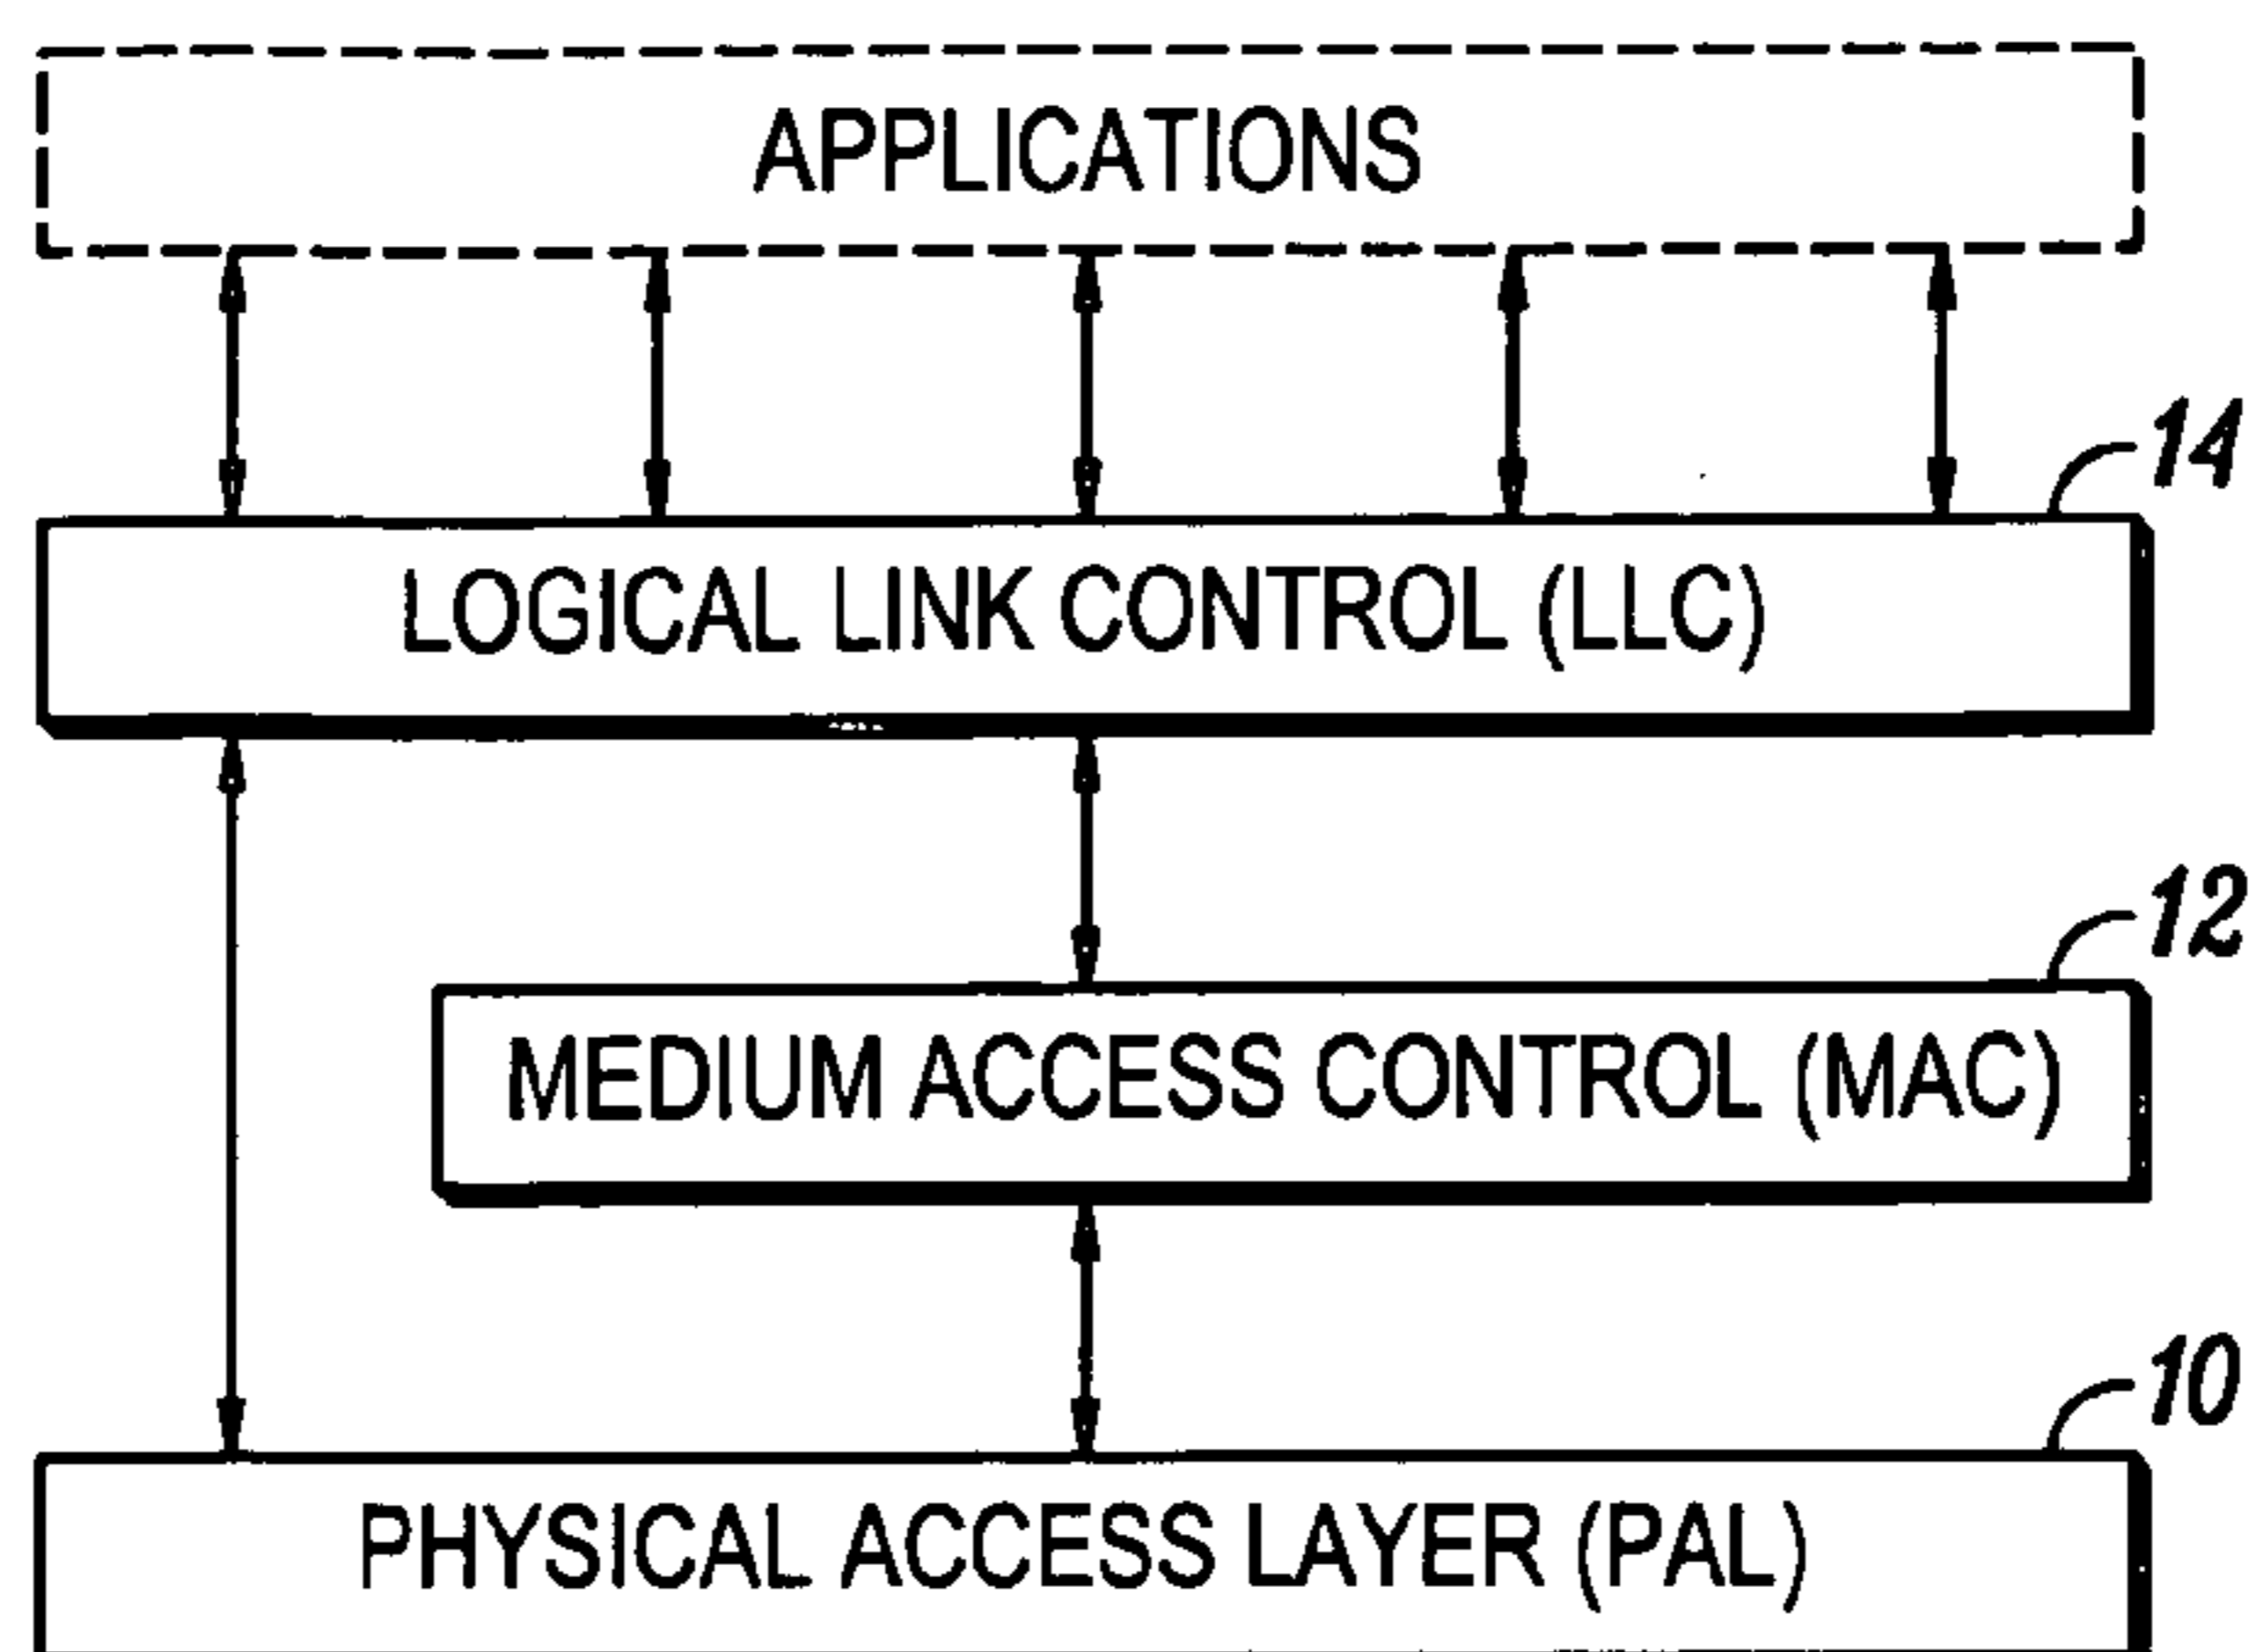 APPLICATIONS
14
LOGICAL LINK CONTROL (LLC)
12
MEDIUM ACCESS CONTROL (MAC)
10
PHYSICAL ACCESS LAYER (PAL)